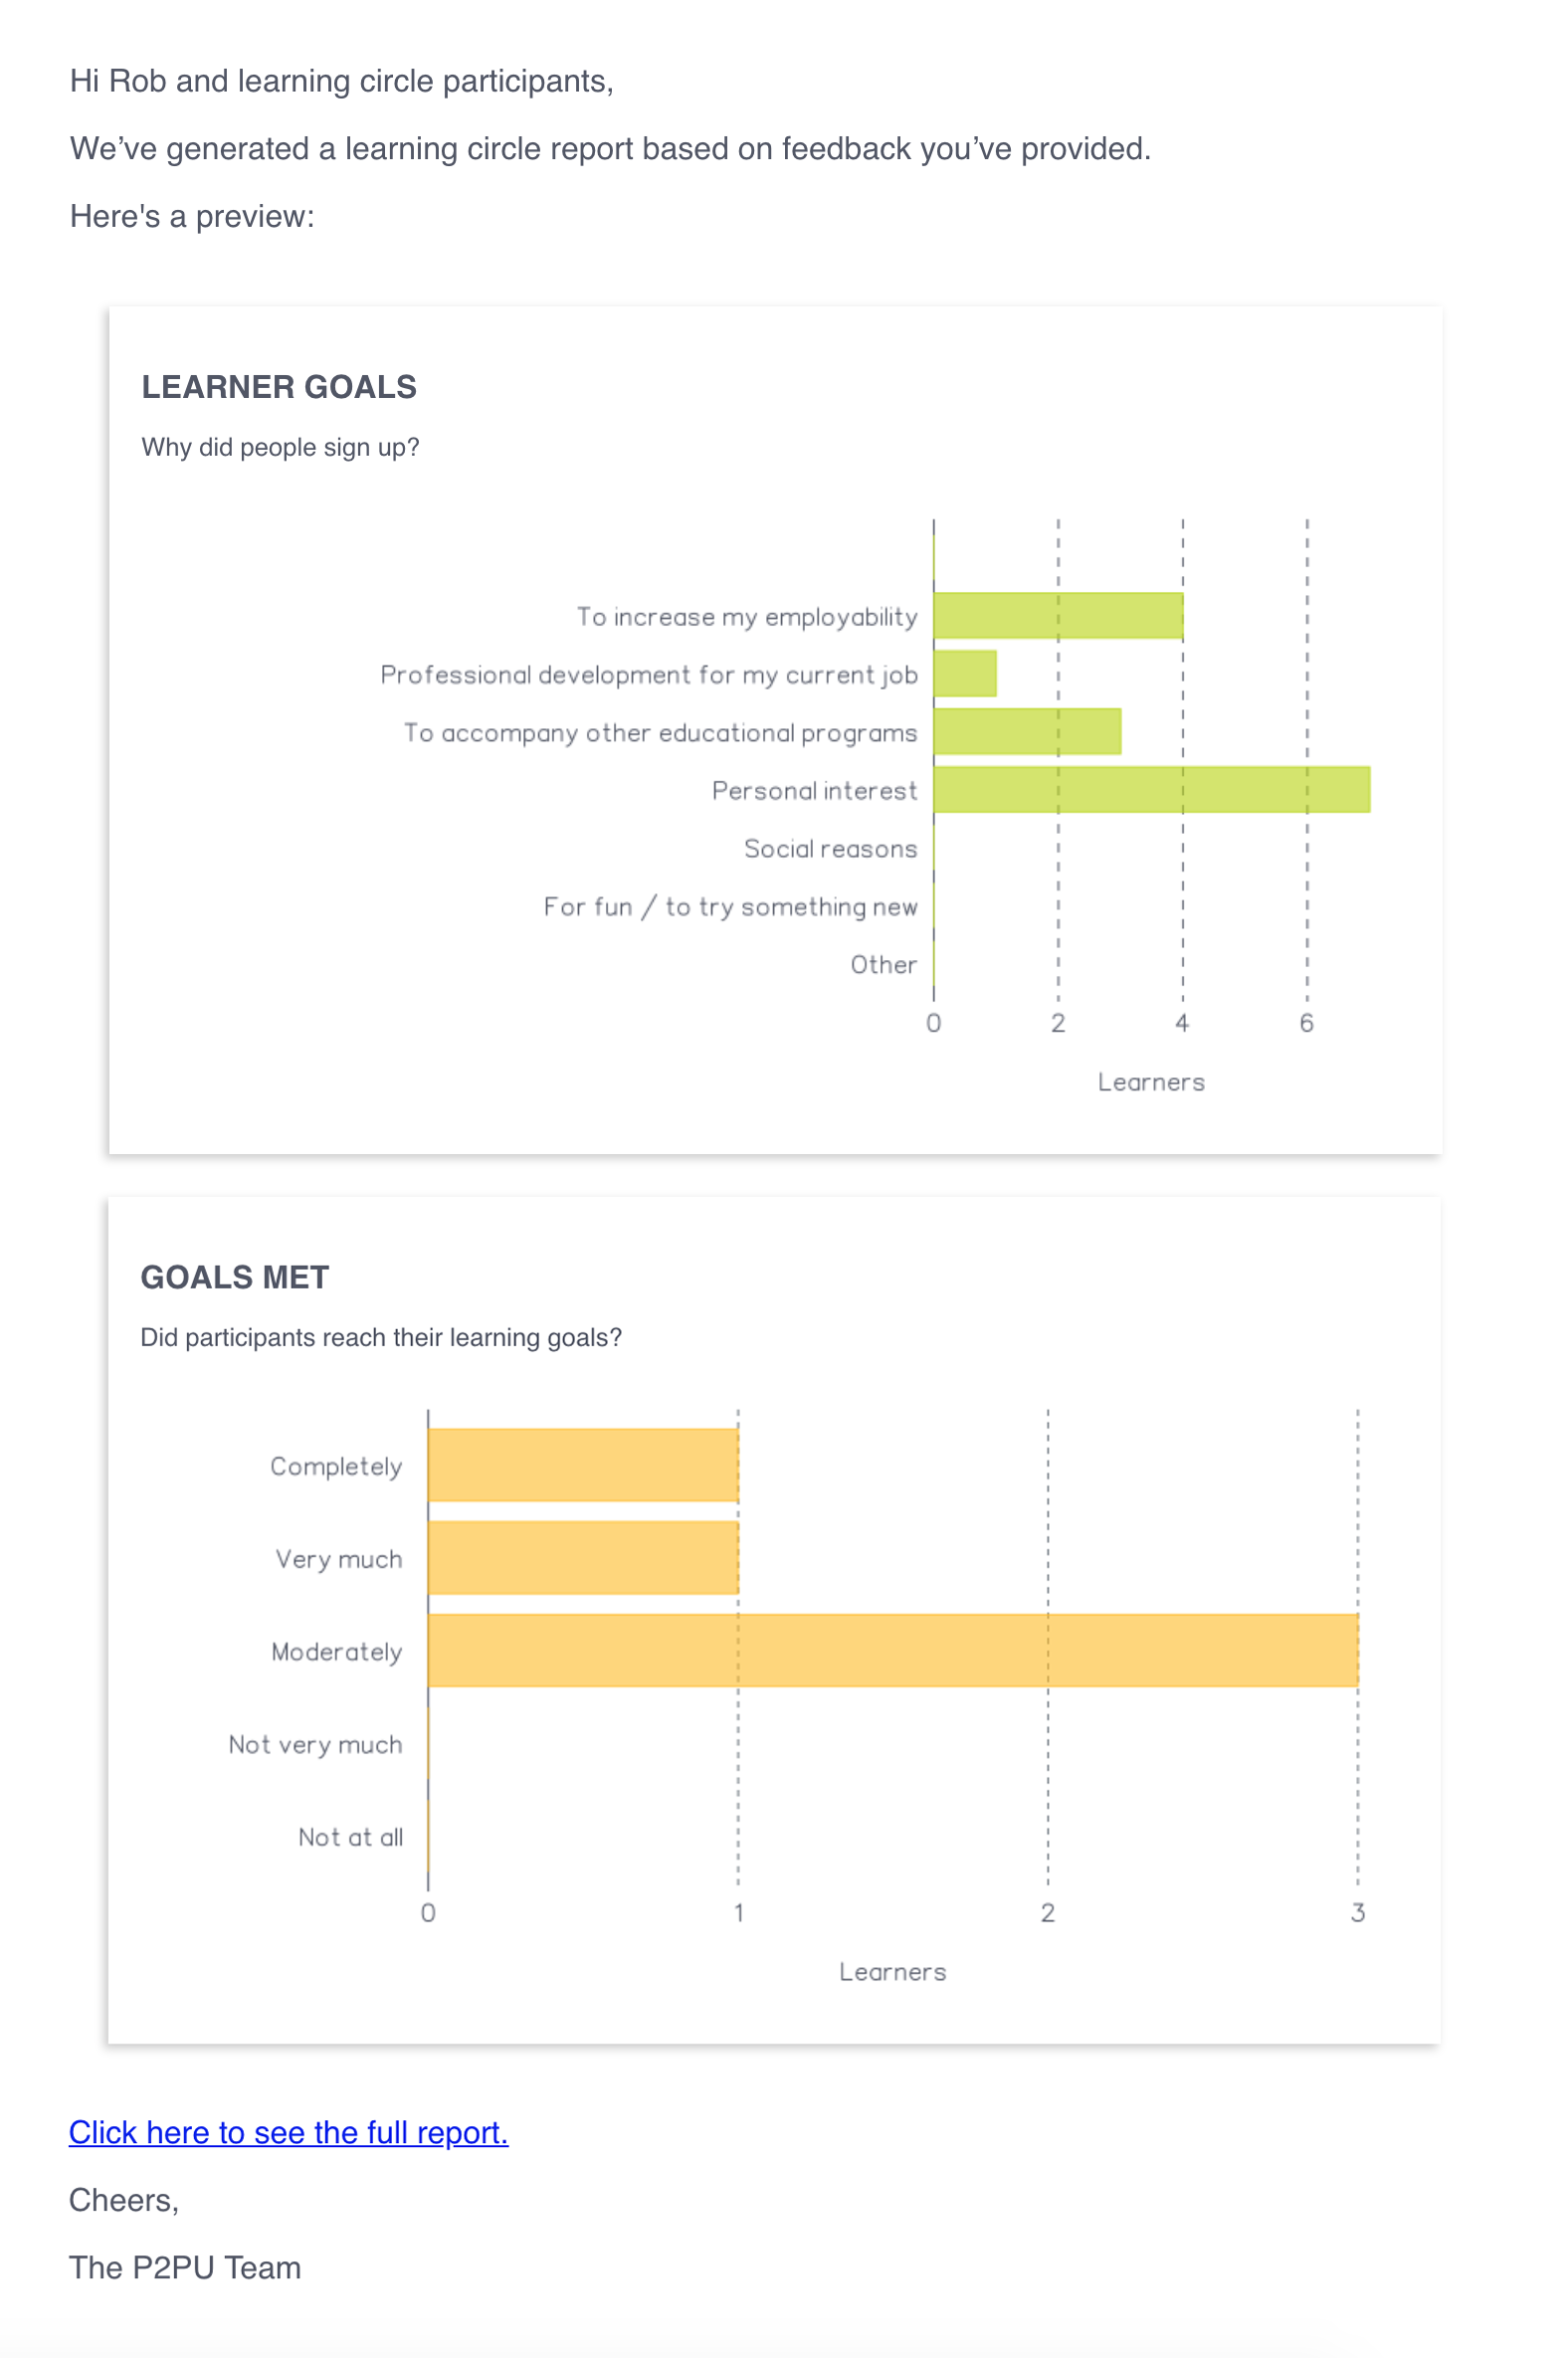 Hi Rob and learning circle participants,
We’ve generated a learning circle report based on feedback you’ve provided.
Here's a preview:
LEARNER GOALS
Why did people sign up?
To increase my employability
Professional development for my current job
To accompany other educational programs
Personal interest
Social reasons
For fun / to try something new
Other
0 2 4 6
Learners
GOALS MET
Did participants reach their learning goals?
Completely
Very much
Moderately
Not very much
Not at all
0 1 2 3
Learners
Click here to see the full report.
Cheers,
The P2PU Team